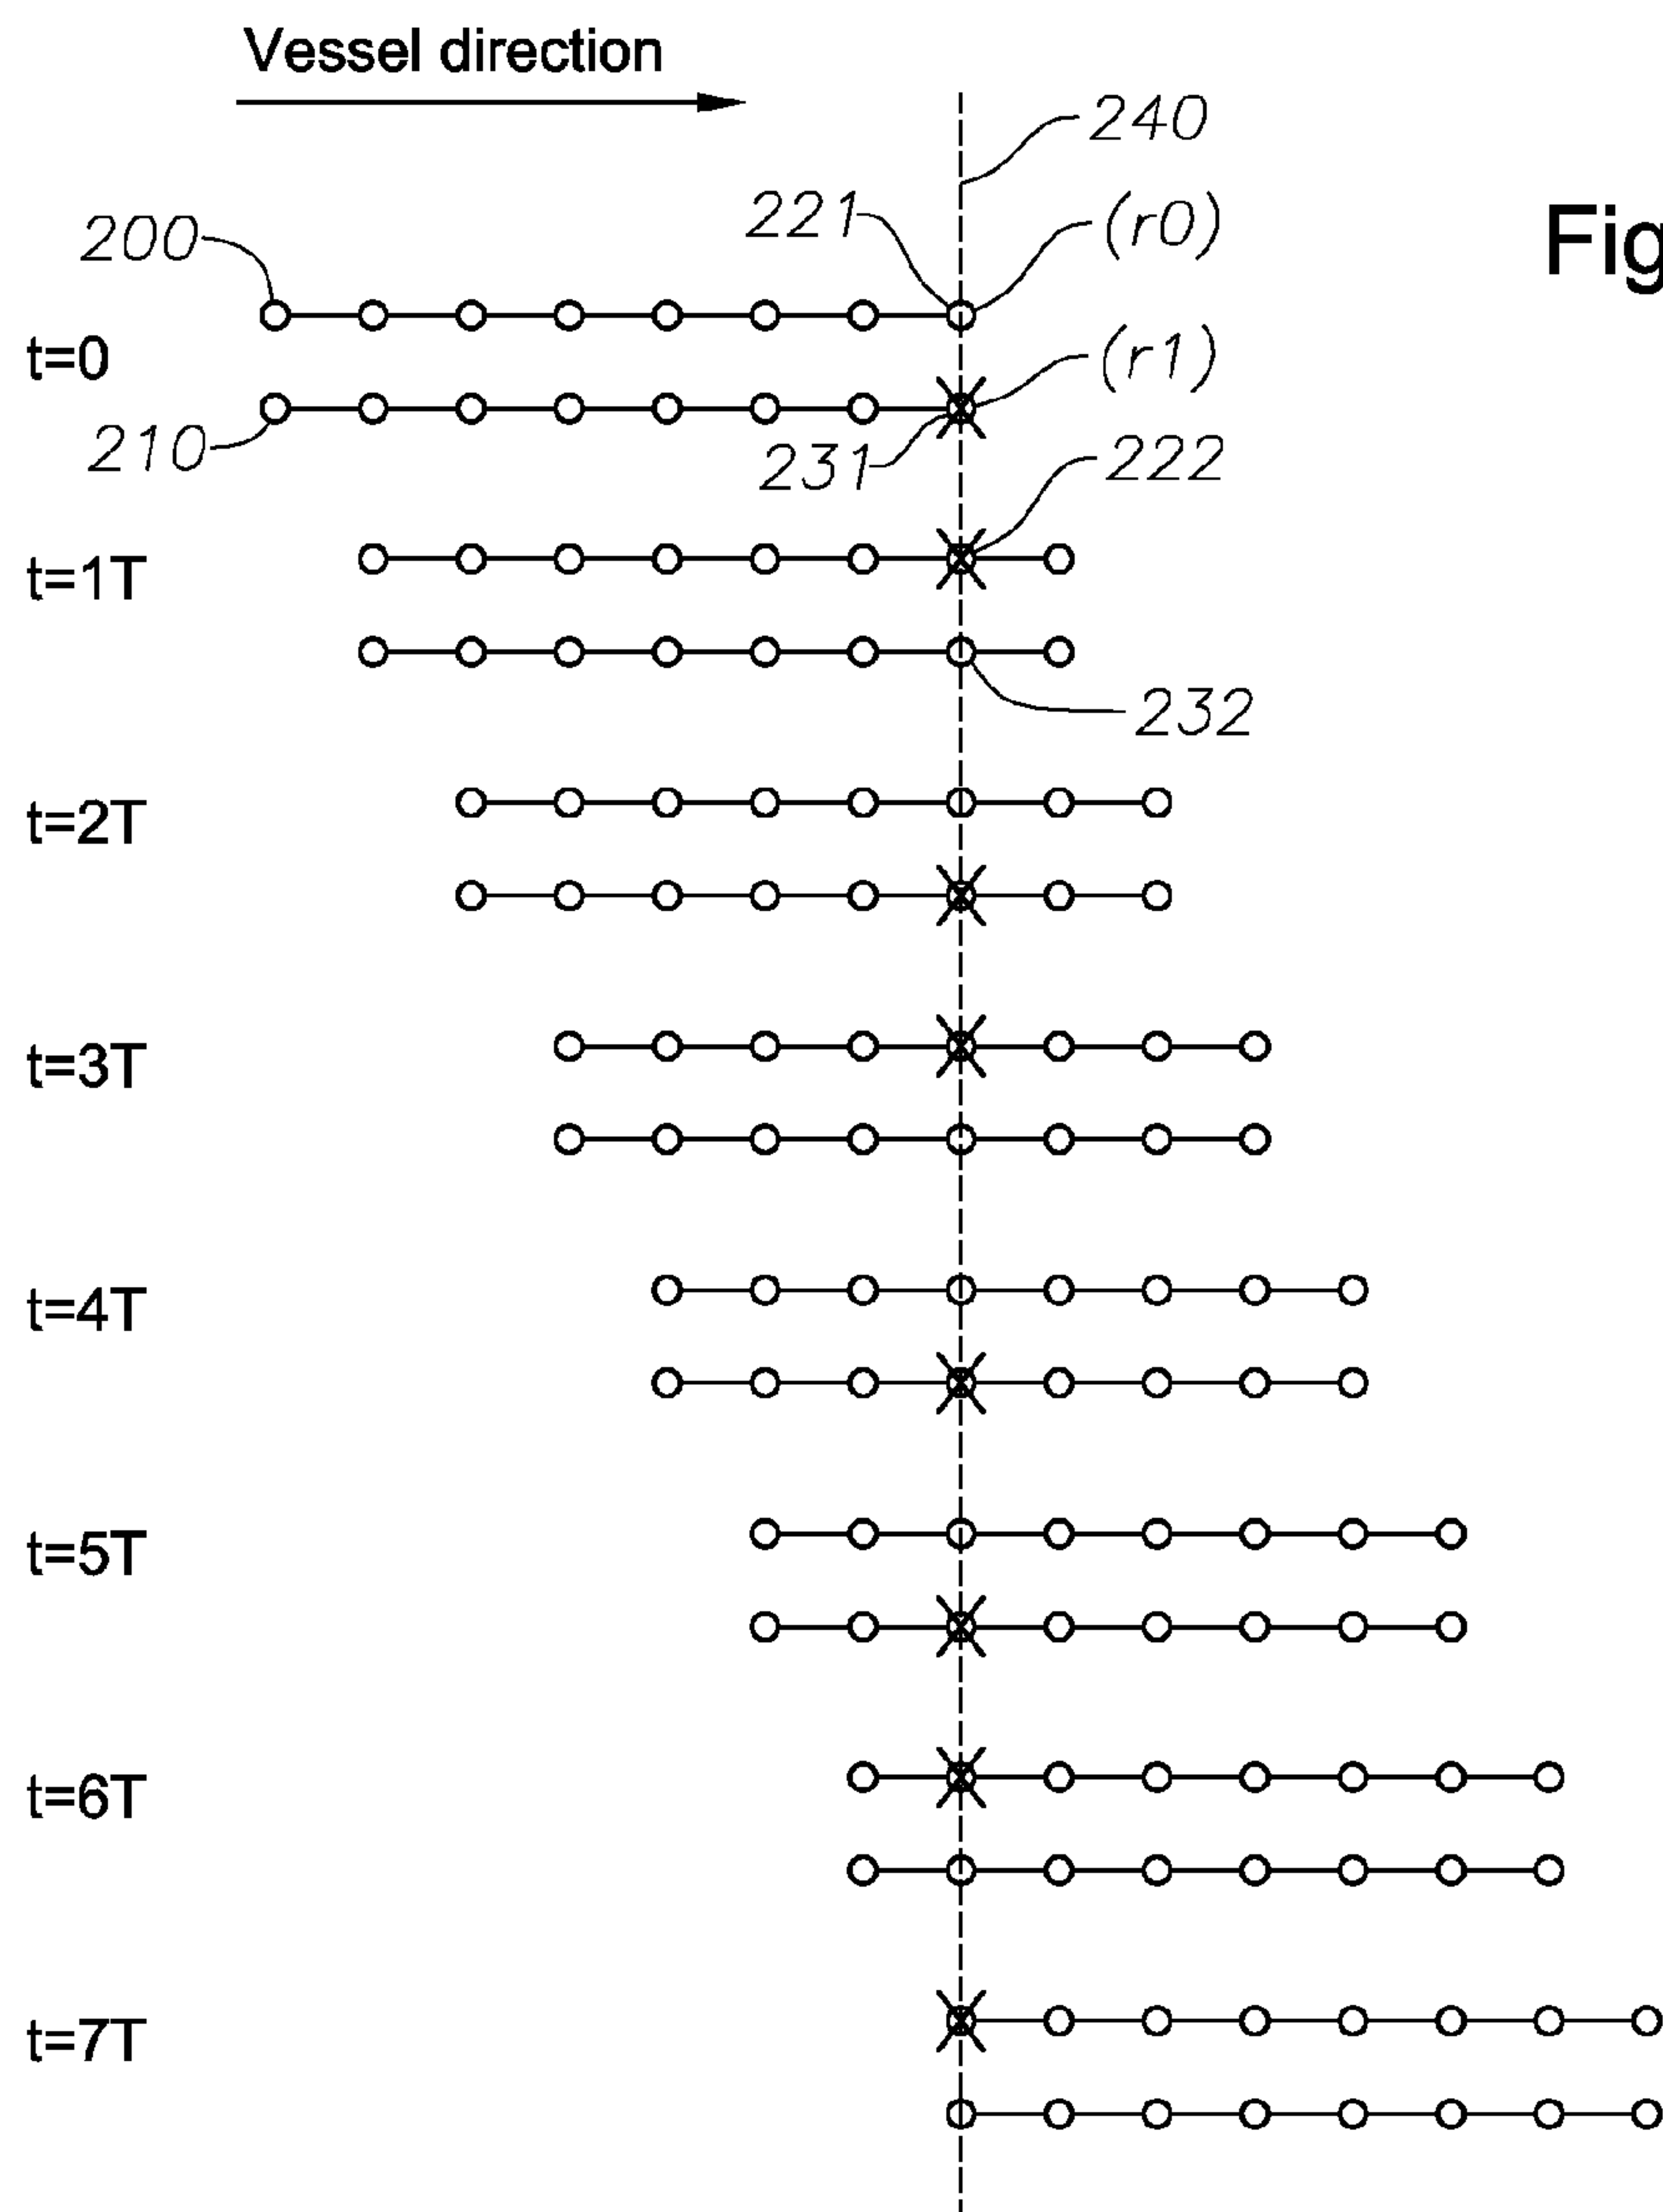 Vessel direction
240
200
221
(r0)
Fig
t=0
(r1)
210
231
222
t=1T
232
t=2T
t=3T
t=4T
t=5T
t=6T
t=7T